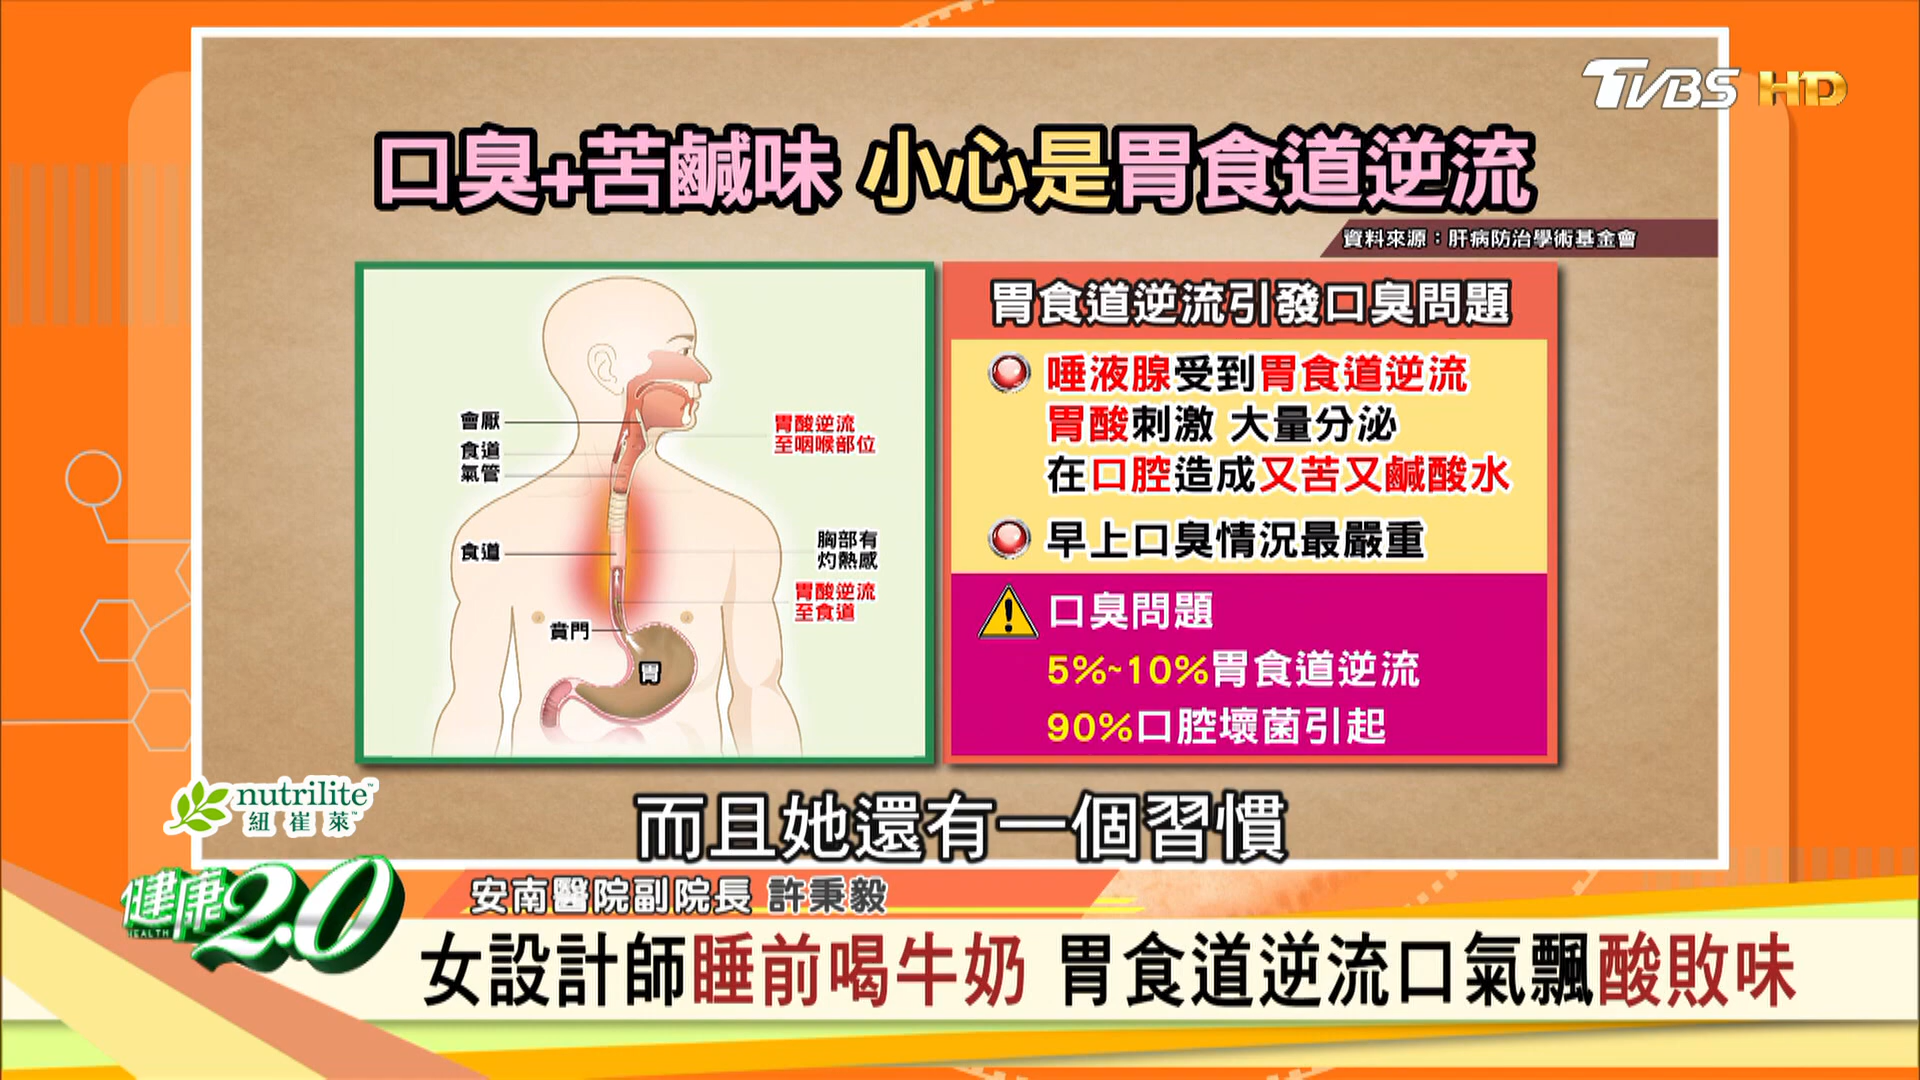 TVBS HD
口臭+苦鹹味 小心是胃食道逆流
資料來源：肝病防治學術基金會
會厭
食道
氣管
食道
賁門
胃
胃酸逆流
至咽喉部位
胸部有
灼熱感
胃酸逆流
至食道
胃食道逆流引發口臭問題
唾液腺受到胃食道逆流
胃酸刺激 大量分泌
在口腔造成又苦又鹹酸水
早上口臭情況最嚴重
口臭問題
5%~10%胃食道逆流
90%口腔壞菌引起
nutrilite™
紐崔萊™
而且她還有一個習慣
健康2.0
HEALTH
安南醫院副院長 許秉毅
女設計師睡前喝牛奶 胃食道逆流口氣飄酸敗味